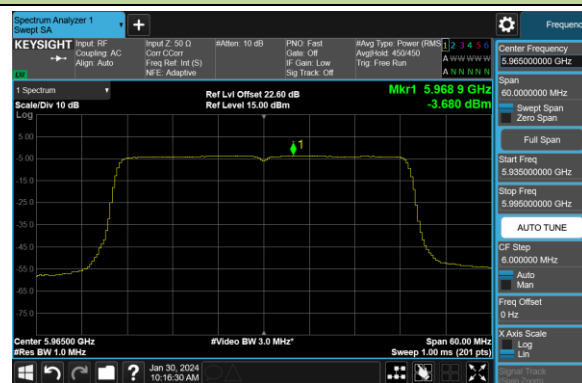 Spectrum Analyzer 1
Swept SA
Frequency
KEYSIGHT
Input: RF
Coupling: AC
Align: Auto
Input Z: 50 Ω
Corr CCorr
Freq Ref: Int (S)
NFE: Adaptive
#Atten: 10 dB
PNO: Fast
Gate: Off
IF Gain: Low
Sig Track: Off
#Avg Type: Power (RMS
Avg|Hold: 450/450
Trig: Free Run
1 2 3 4 5 6
A W W W W W
A N N N N N
1 Spectrum
Scale/Div 10 dB
Log
Ref Lvl Offset 22.60 dB
Ref Level 15.00 dBm
Mkr1 5.968 9 GHz
-3.680 dBm
5.00
-5.00
-15.0
-25.0
-35.0
-45.0
-55.0
-65.0
-75.0
1
Center 5.96500 GHz
#Res BW 1.0 MHz
#Video BW 3.0 MHz*
Span 60.00 MHz
Sweep 1.00 ms (201 pts)
Center Frequency
5.965000000 GHz
Span
60.0000000 MHz
Swept Span
Zero Span
Full Span
Start Freq
5.935000000 GHz
Stop Freq
5.995000000 GHz
AUTO TUNE
CF Step
6.000000 MHz
Auto
Man
Freq Offset
0 Hz
X Axis Scale
Log
Lin
Signal Track
?
Jan 30, 2024
10:16:30 AM